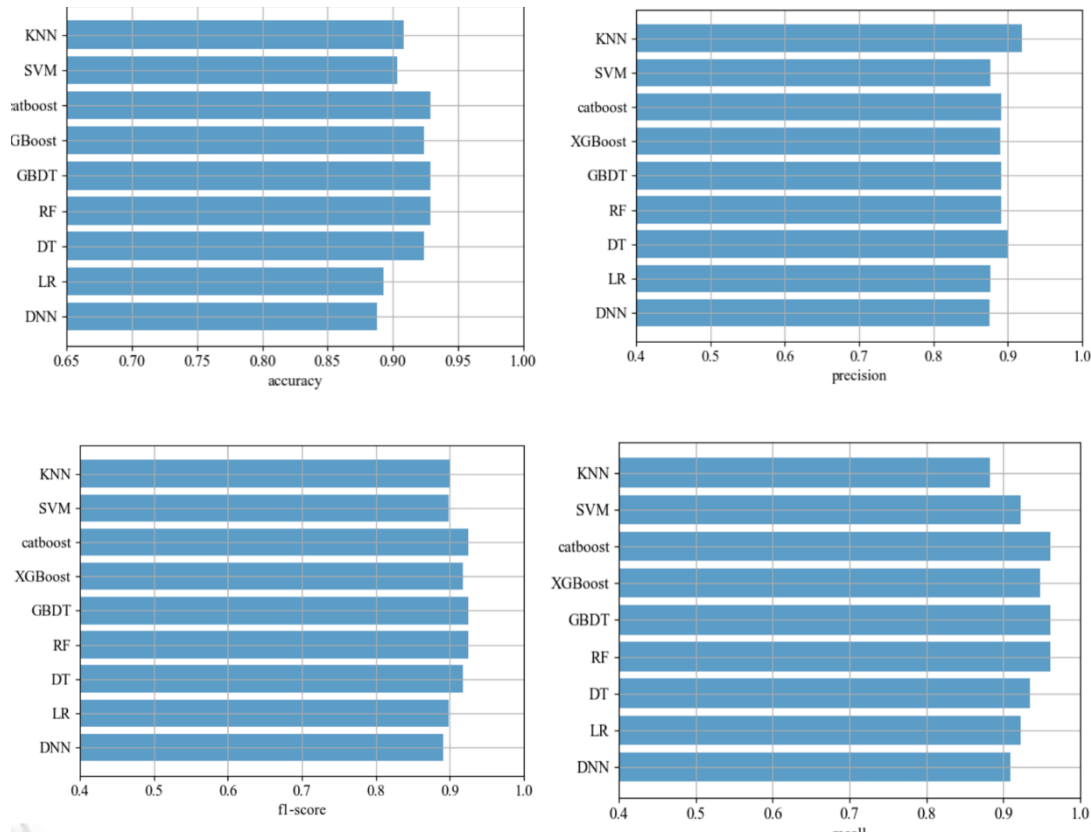 KNN
SVM
atboost
GBoost
GBDT
RF
DT
LR
DNN
0.65 0.70 0.75 0.80 0.85 0.90 0.95 1.00
accuracy
KNN
SVM
catboost
XGBoost
GBDT
RF
DT
LR
DNN
0.4 0.5 0.6 0.7 0.8 0.9 1.0
precision
KNN
SVM
catboost
XGBoost
GBDT
RF
DT
LR
DNN
0.4 0.5 0.6 0.7 0.8 0.9 1.0
f1-score
KNN
SVM
catboost
XGBoost
GBDT
RF
DT
LR
DNN
0.4 0.5 0.6 0.7 0.8 0.9 1.0